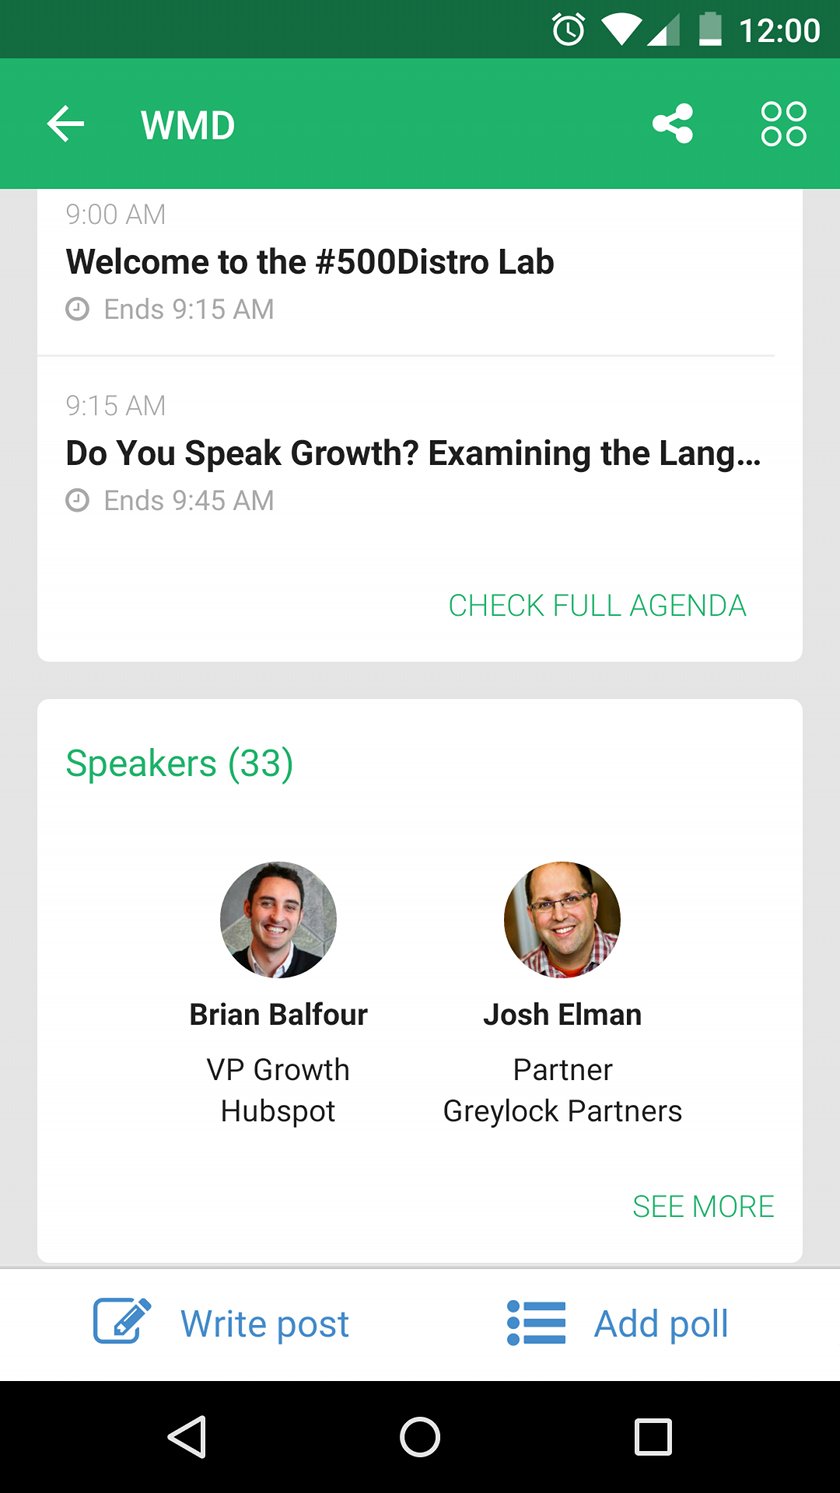 12:00
WMD
9:00 AM
Welcome to the #500Distro Lab
Ends 9:15 AM
9:15 AM
Do You Speak Growth? Examining the Lang...
Ends 9:45 AM
CHECK FULL AGENDA
Speakers (33)
Brian Balfour
VP Growth
Hubspot
Josh Elman
Partner
Greylock Partners
SEE MORE
Write post
Add poll